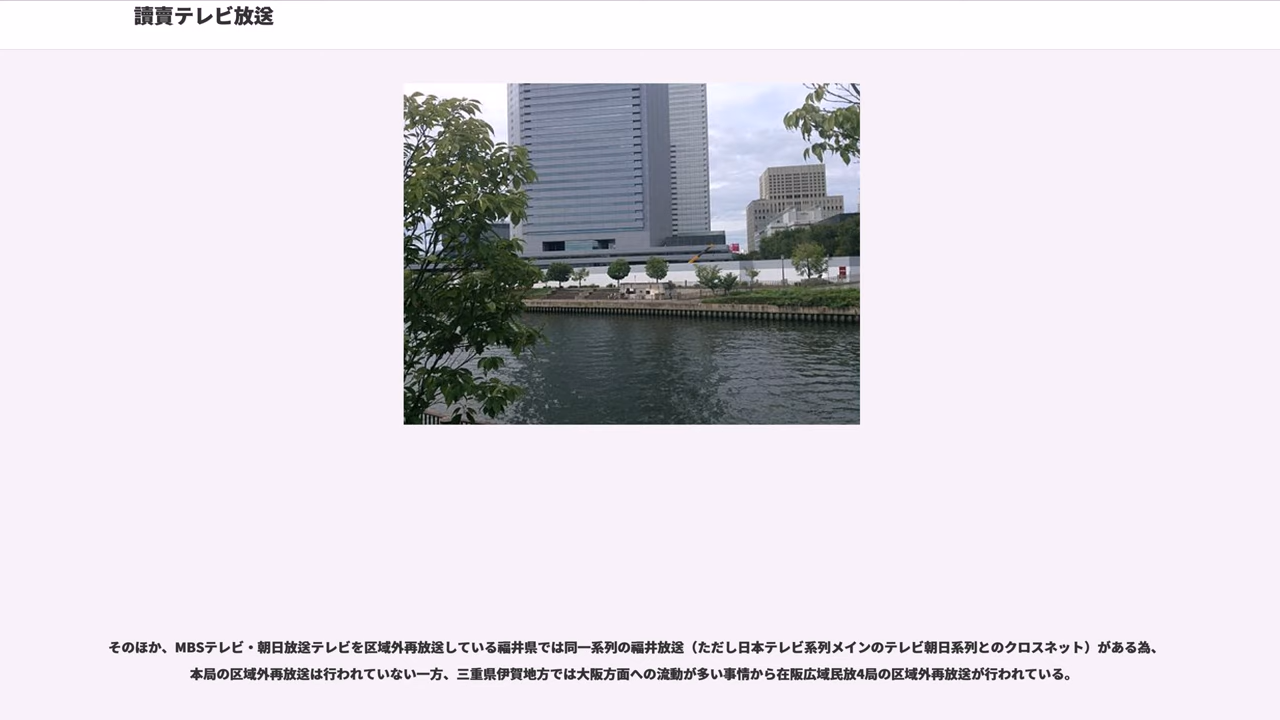 讀賣テレビ放送
そのほか、MBSテレビ・朝日放送テレビを区域外再放送している福井県では同一系列の福井放送（ただし日本テレビ系列メインのテレビ朝日系列とのクロスネット）がある為、
本局の区域外再放送は行われていない一方、三重県伊賀地方では大阪方面への流動が多い事情から在阪広域民放4局の区域外再放送が行われている。